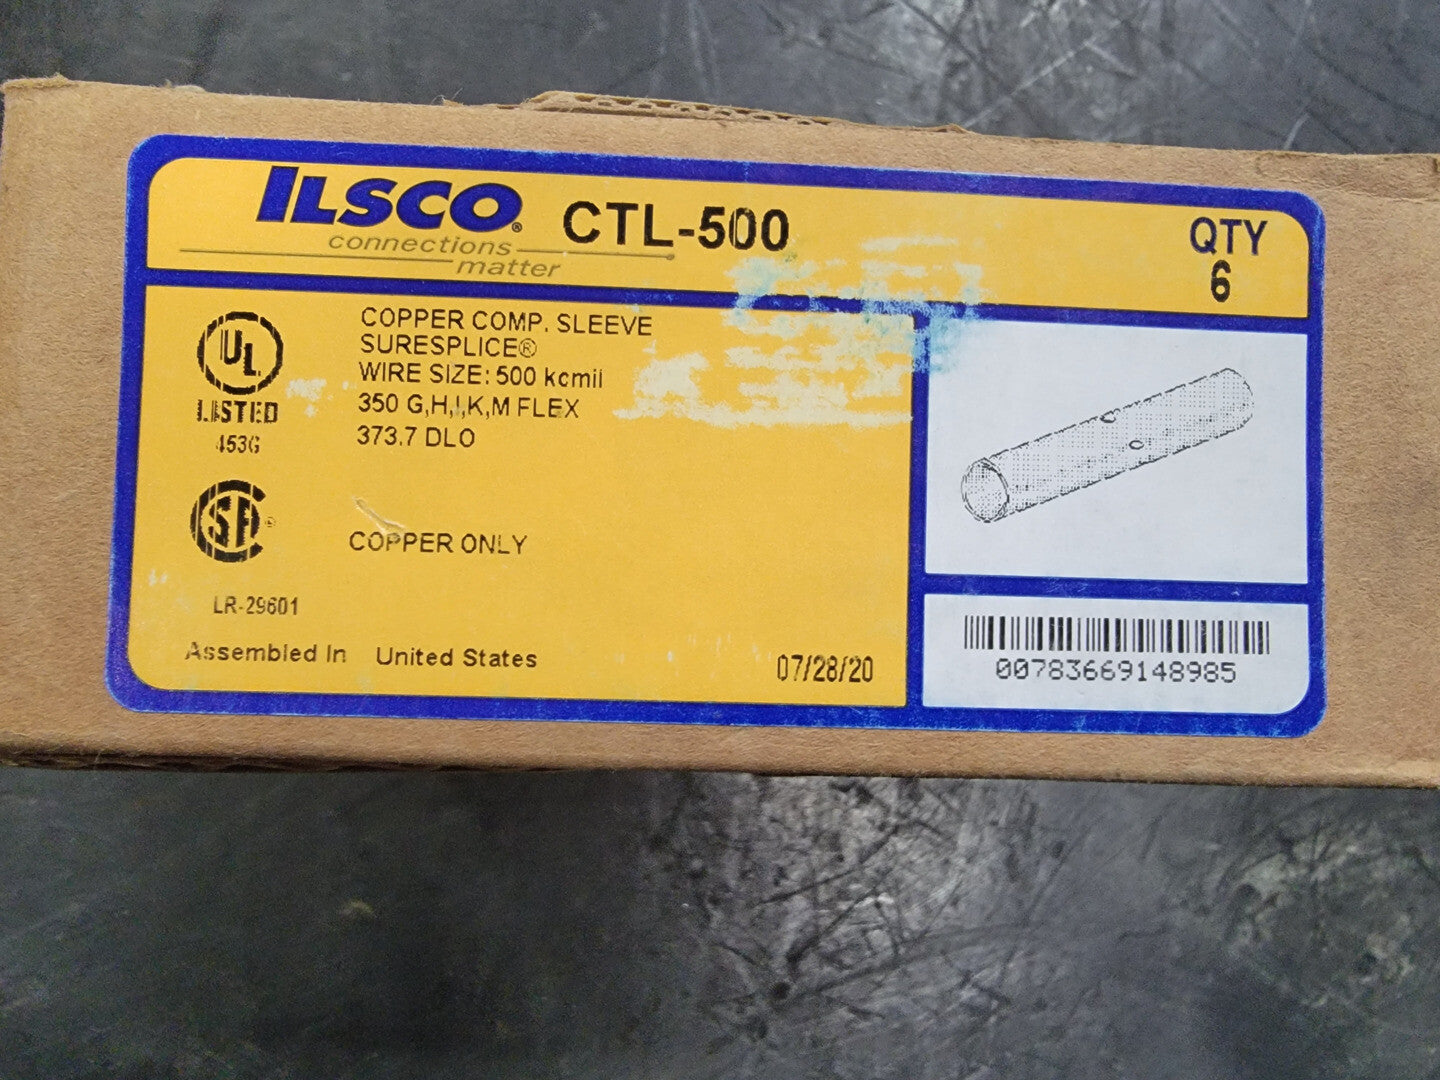 ILSCO® CTL-500
connections
matter
QTY
6
UL
LISTED
453G
COPPER COMP. SLEEVE
SURESPLICE®
WIRE SIZE: 500 kcmil
350 G,H,I,K,M FLEX
373.7 DLO
CSA®
COPPER ONLY
LR-29601
Assembled In United States
07/28/20
00783669148985